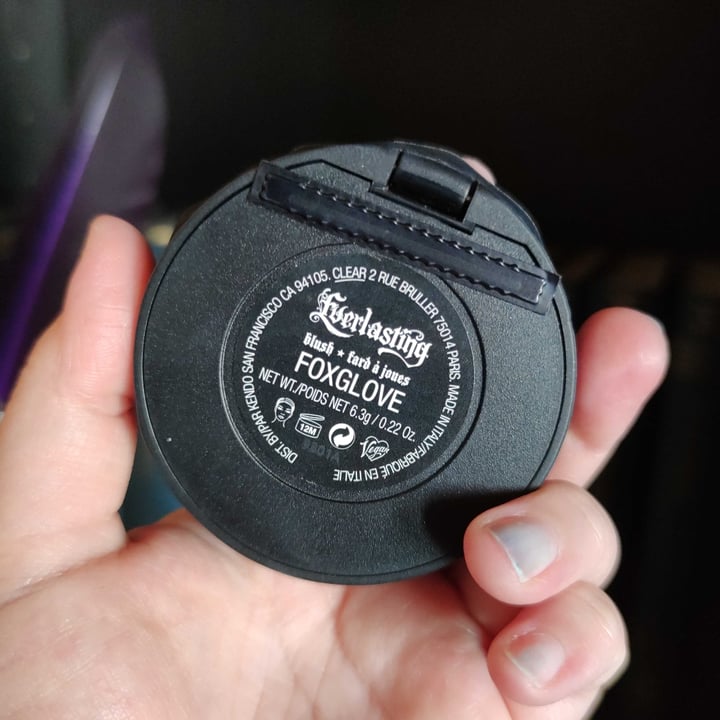 Everlasting
blush ★ fard à joues
FOXGLOVE
NET WT./POIDS NET 6.3g / 0.22 Oz.
12M
Vegan
DIST. BY/PAR KENDO SAN FRANCISCO CA 94105. CLEAR 2 RUE BRULLER 75014 PARIS. MADE IN ITALY/FABRIQUÉ EN ITALIE